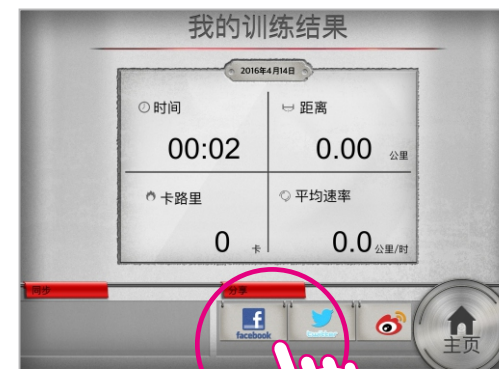 我的训练结果
2016年4月14日
时间
距离
00:02
0.00 公里
卡路里
平均速率
0 卡
0.0 公里/时
同步
分享
facebook
twitter
主页